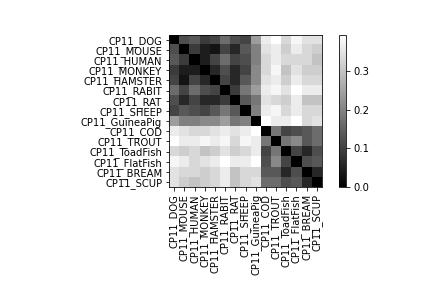 CP11_DOG
CP11_MOUSE
CP11_HUMAN
CP11_MONKEY
CP11_HAMSTER
CP11_RABIT
CP11_RAT
CP11_SHEEP
CP11_GuineaPig
CP11_COD
CP11_TROUT
CP11_ToadFish
CP11_FlatFish
CP11_BREAM
CP11_SCUP
0.3
0.2
0.1
0.0
CP11_DOG
CP11_MOUSE
CP11_HUMAN
CP11_MONKEY
CP11_HAMSTER
CP11_RABIT
CP11_RAT
CP11_SHEEP
CP11_GuineaPig
CP11_COD
CP11_TROUT
CP11_ToadFish
CP11_FlatFish
CP11_BREAM
CP11_SCUP